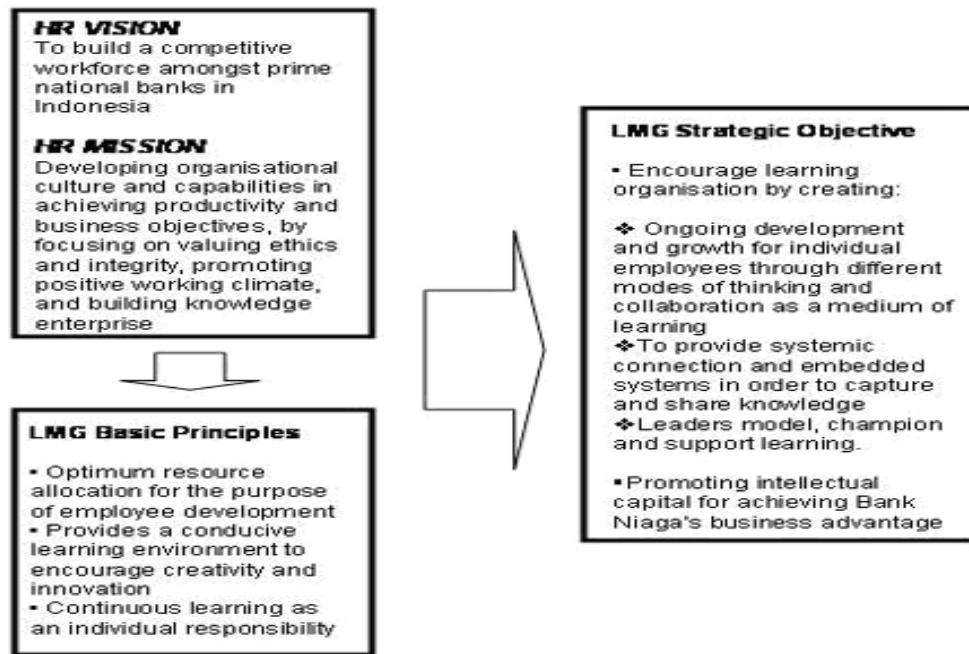 HR VISION
To build a competitive
workforce amongst prime
national banks in
Indonesia
HR MISSION
Developing organisational
culture and capabilities in
achieving productivity and
business objectives, by
focusing on valuing ethics
and integrity, promoting
positive working climate,
and building knowledge
enterprise
LMG Basic Principles
▪ Optimum resource
allocation for the purpose
of employee development
▪ Provides a conducive
learning environment to
encourage creativity and
innovation
▪ Continuous learning as
an individual responsibility
LMG Strategic Objective
▪ Encourage learning
organisation by creating:
❖ Ongoing development
and growth for individual
employees through different
modes of thinking and
collaboration as a medium of
learning
❖To provide systemic
connection and embedded
systems in order to capture
and share knowledge
❖Leaders model, champion
and support learning.
▪Promoting intellectual
capital for achieving Bank
Niaga's business advantage